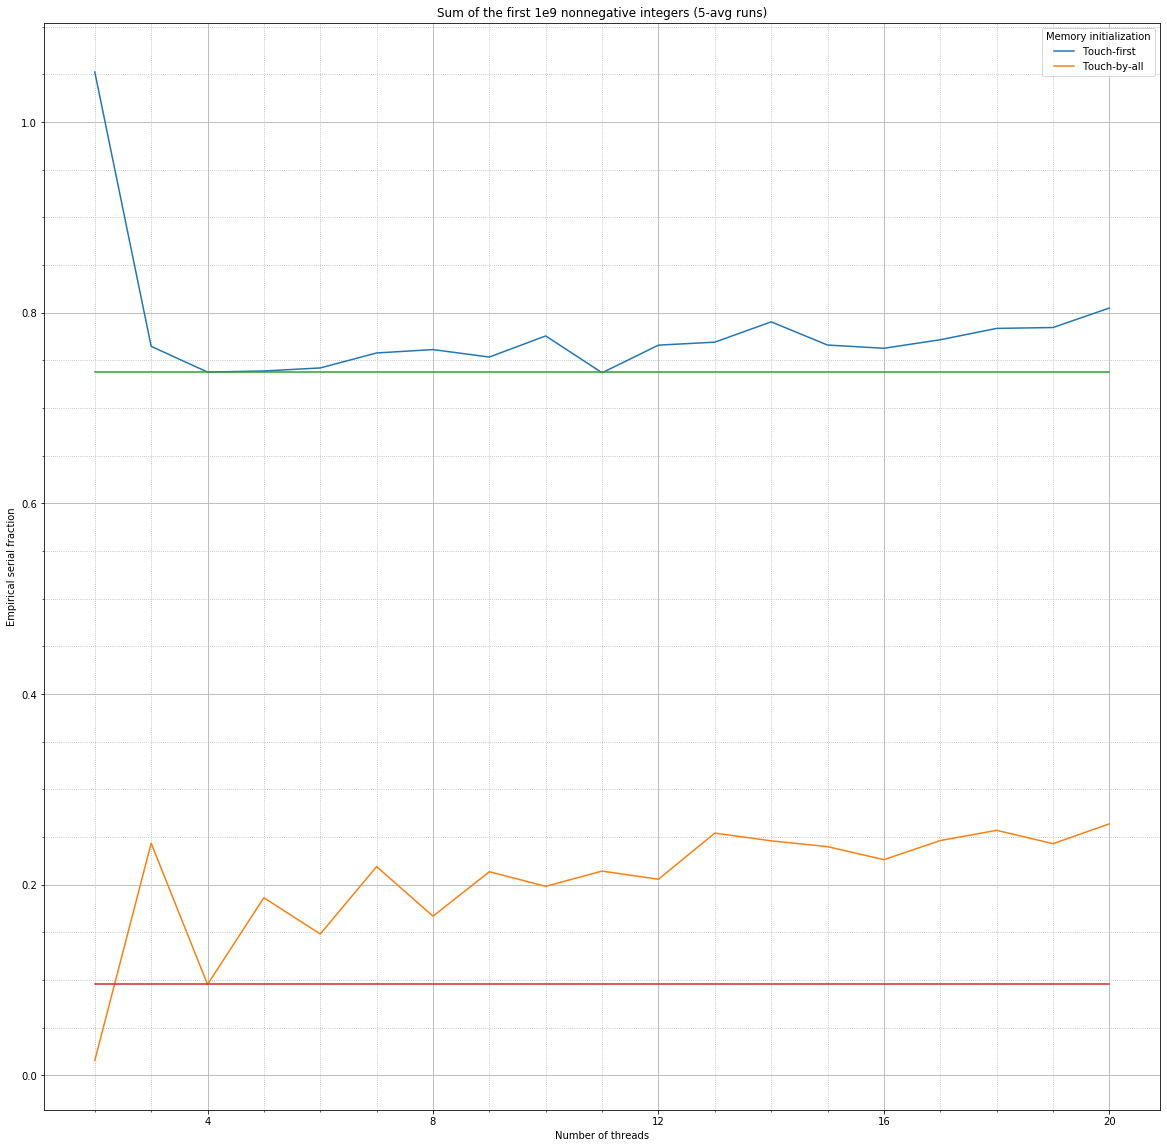 Sum of the first 1e9 nonnegative integers (5-avg runs)
Memory initialization
Touch-first
Touch-by-all
Empirical serial fraction
1.0
0.8
0.6
0.4
0.2
0.0
4
8
12
16
20
Number of threads